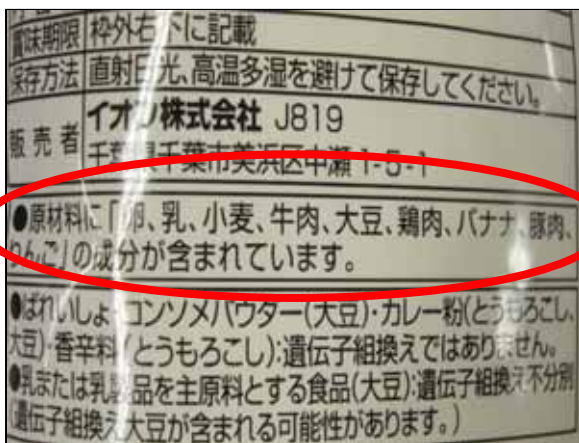 賞味期限 枠外右下に記載
保存方法 直射日光、高温多湿を避けて保存してください。
販売者 イオン株式会社 J819
千葉県千葉市美浜区中瀬1-5-1
●原材料に「卵、乳、小麦、牛肉、大豆、鶏肉、バナナ、豚肉、
りんご」の成分が含まれています。
●ばれいしょ・コンソメパウダー(大豆)・カレー粉(とうもろこし、
大豆)・香辛料(とうもろこし):遺伝子組換えではありません。
●乳または乳製品を主原料とする食品(大豆):遺伝子組換え不分別
(遺伝子組換え大豆が含まれる可能性があります。)